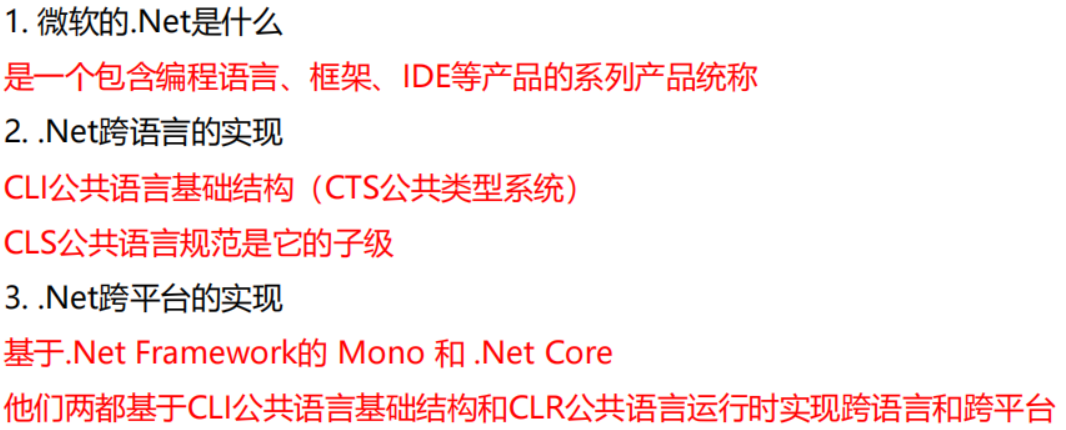 1. 微软的.Net是什么
是一个包含编程语言、框架、IDE等产品的系列产品统称
2. .Net跨语言的实现
CLI公共语言基础结构（CTS公共类型系统）
CLS公共语言规范是它的子级
3. .Net跨平台的实现
基于.Net Framework的 Mono 和 .Net Core
他们两都基于CLI公共语言基础结构和CLR公共语言运行时实现跨语言和跨平台